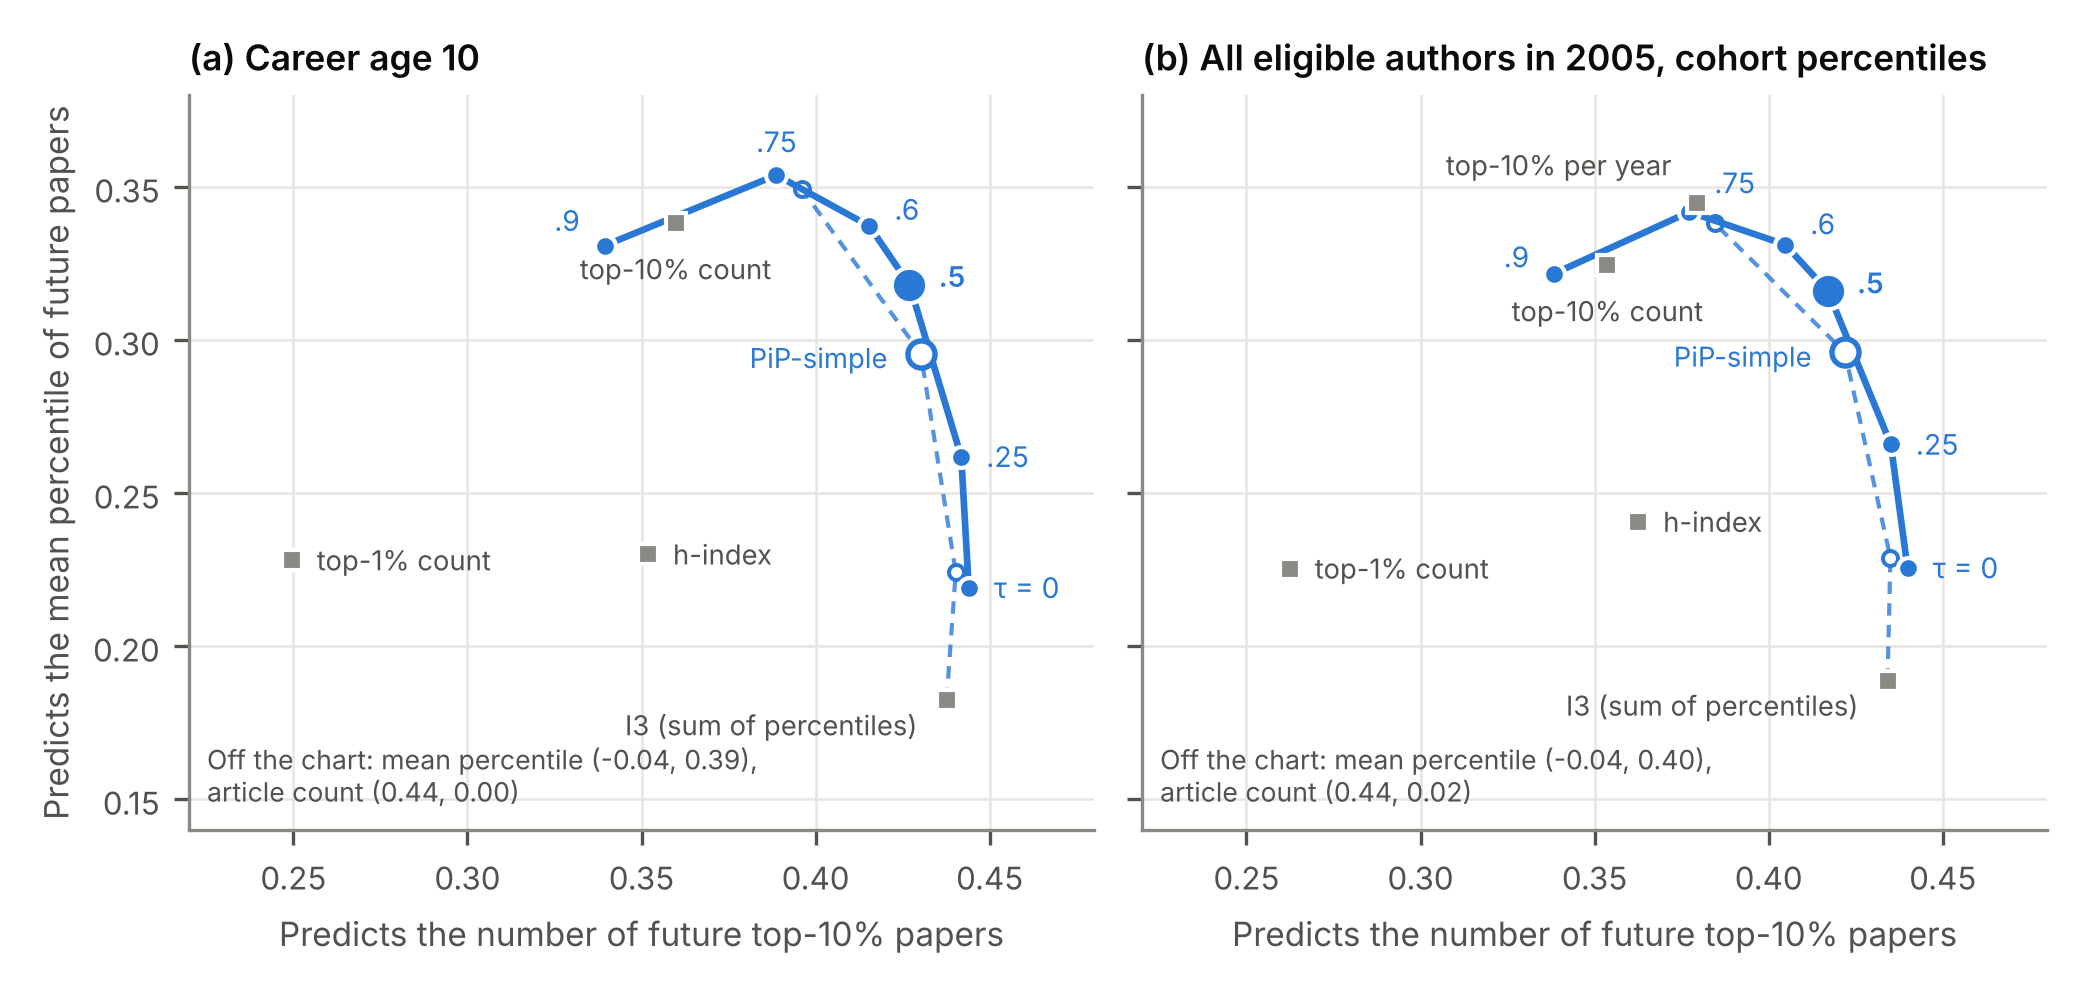 (a) Career age 10
Predicts the mean percentile of future papers
0.35
0.30
0.25
0.20
0.15
.9
.75
.6
.5
.25
τ = 0
top-10% count
PiP-simple
top-1% count
h-index
I3 (sum of percentiles)
Off the chart: mean percentile (-0.04, 0.39),
article count (0.44, 0.00)
0.25
0.30
0.35
0.40
0.45
Predicts the number of future top-10% papers
(b) All eligible authors in 2005, cohort percentiles
top-10% per year
.75
.6
.9
.5
top-10% count
PiP-simple
.25
h-index
top-1% count
τ = 0
I3 (sum of percentiles)
Off the chart: mean percentile (-0.04, 0.40),
article count (0.44, 0.02)
0.25
0.30
0.35
0.40
0.45
Predicts the number of future top-10% papers